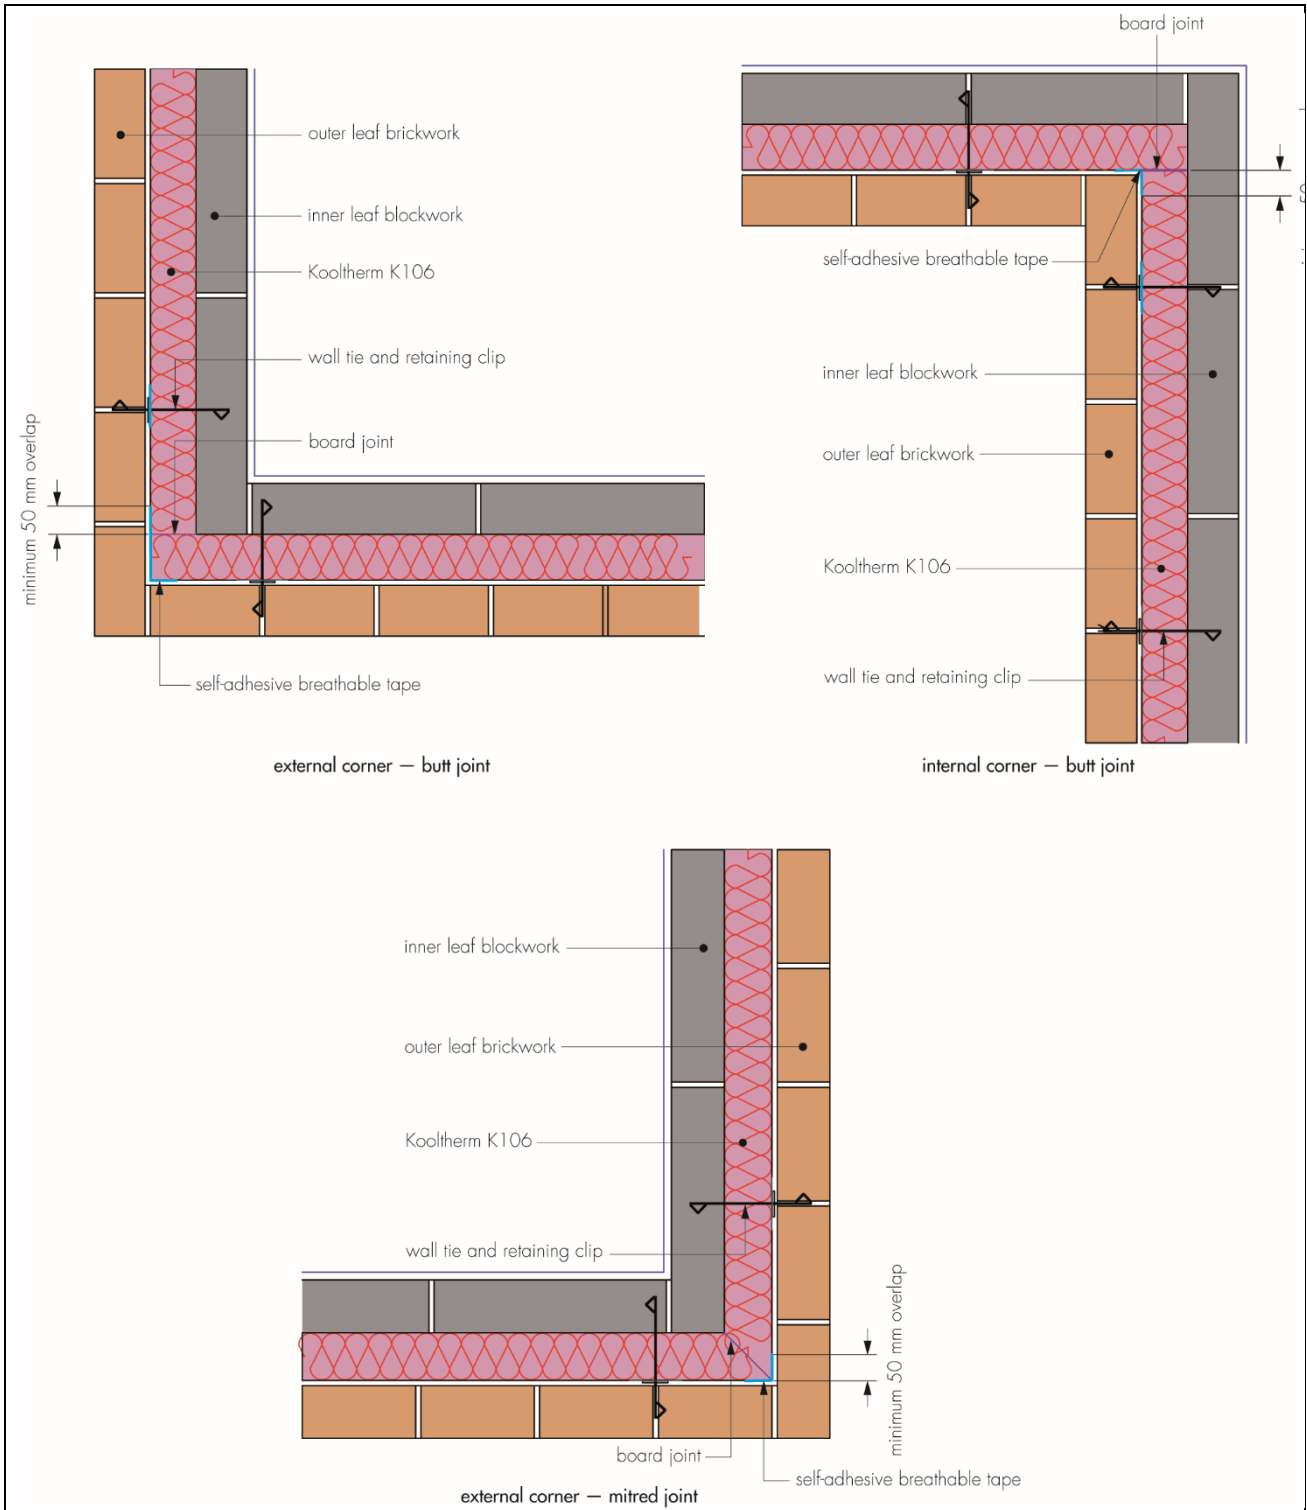 outer leaf brickwork
inner leaf blockwork
Kooltherm K106
wall tie and retaining clip
board joint
minimum 50 mm overlap
self-adhesive breathable tape
external corner – butt joint
board joint
self-adhesive breathable tape
inner leaf blockwork
outer leaf brickwork
Kooltherm K106
wall tie and retaining clip
internal corner – butt joint
inner leaf blockwork
outer leaf brickwork
Kooltherm K106
wall tie and retaining clip
minimum 50 mm overlap
board joint
self-adhesive breathable tape
external corner – mitred joint